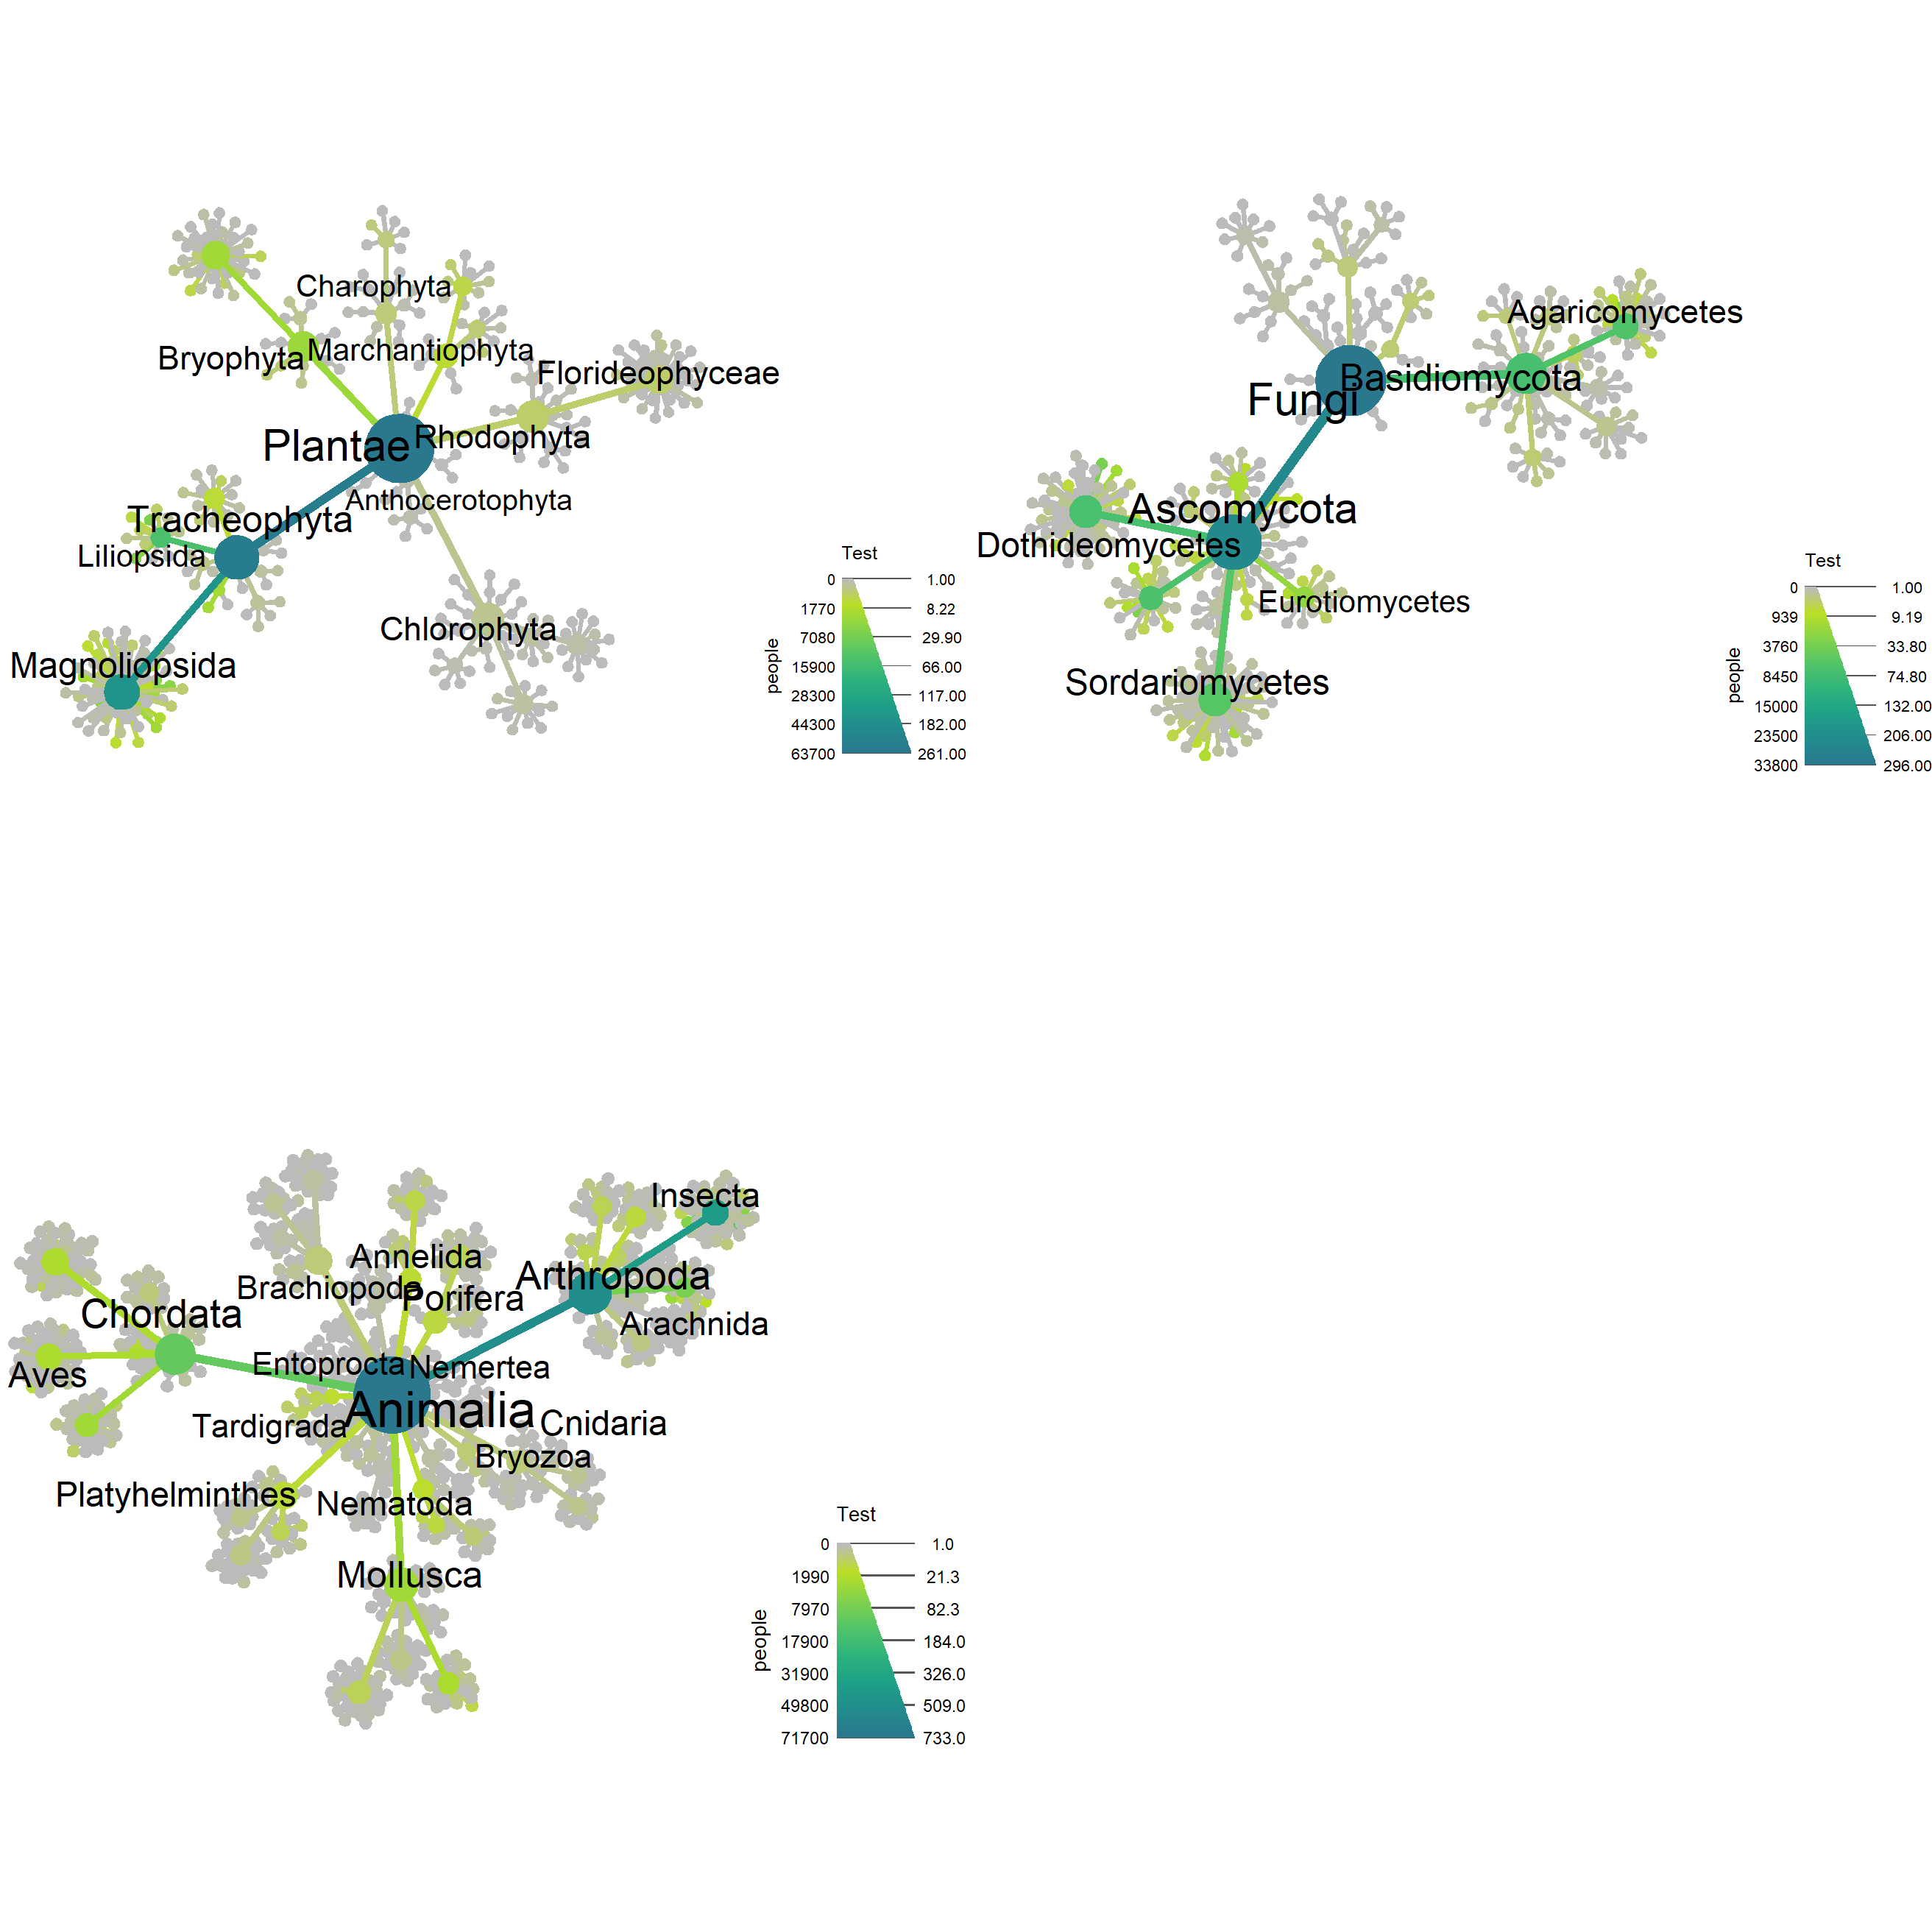 Charophyta
Bryophyta
Marchantiophyta
Florideophyceae
Plantae
Rhodophyta
Anthocerotophyta
Tracheophyta
Liliopsida
Chlorophyta
Magnoliopsida
Test
0 1.00
1770 8.22
7080 29.90
15900 66.00
28300 117.00
44300 182.00
63700 261.00
people
Agaricomycetes
Basidiomycota
Fungi
Ascomycota
Dothideomycetes
Eurotiomycetes
Sordariomycetes
Test
0 1.00
939 9.19
3760 33.80
8450 74.80
15000 132.00
23500 206.00
33800 296.00
people
Insecta
Annelida
Brachiopoda
Porifera
Arthropoda
Chordata
Arachnida
Entoprocta
Nemertea
Aves
Animalia
Tardigrada
Cnidaria
Bryozoa
Platyhelminthes
Nematoda
Mollusca
Test
0 1.0
1990 21.3
7970 82.3
17900 184.0
31900 326.0
49800 509.0
71700 733.0
people